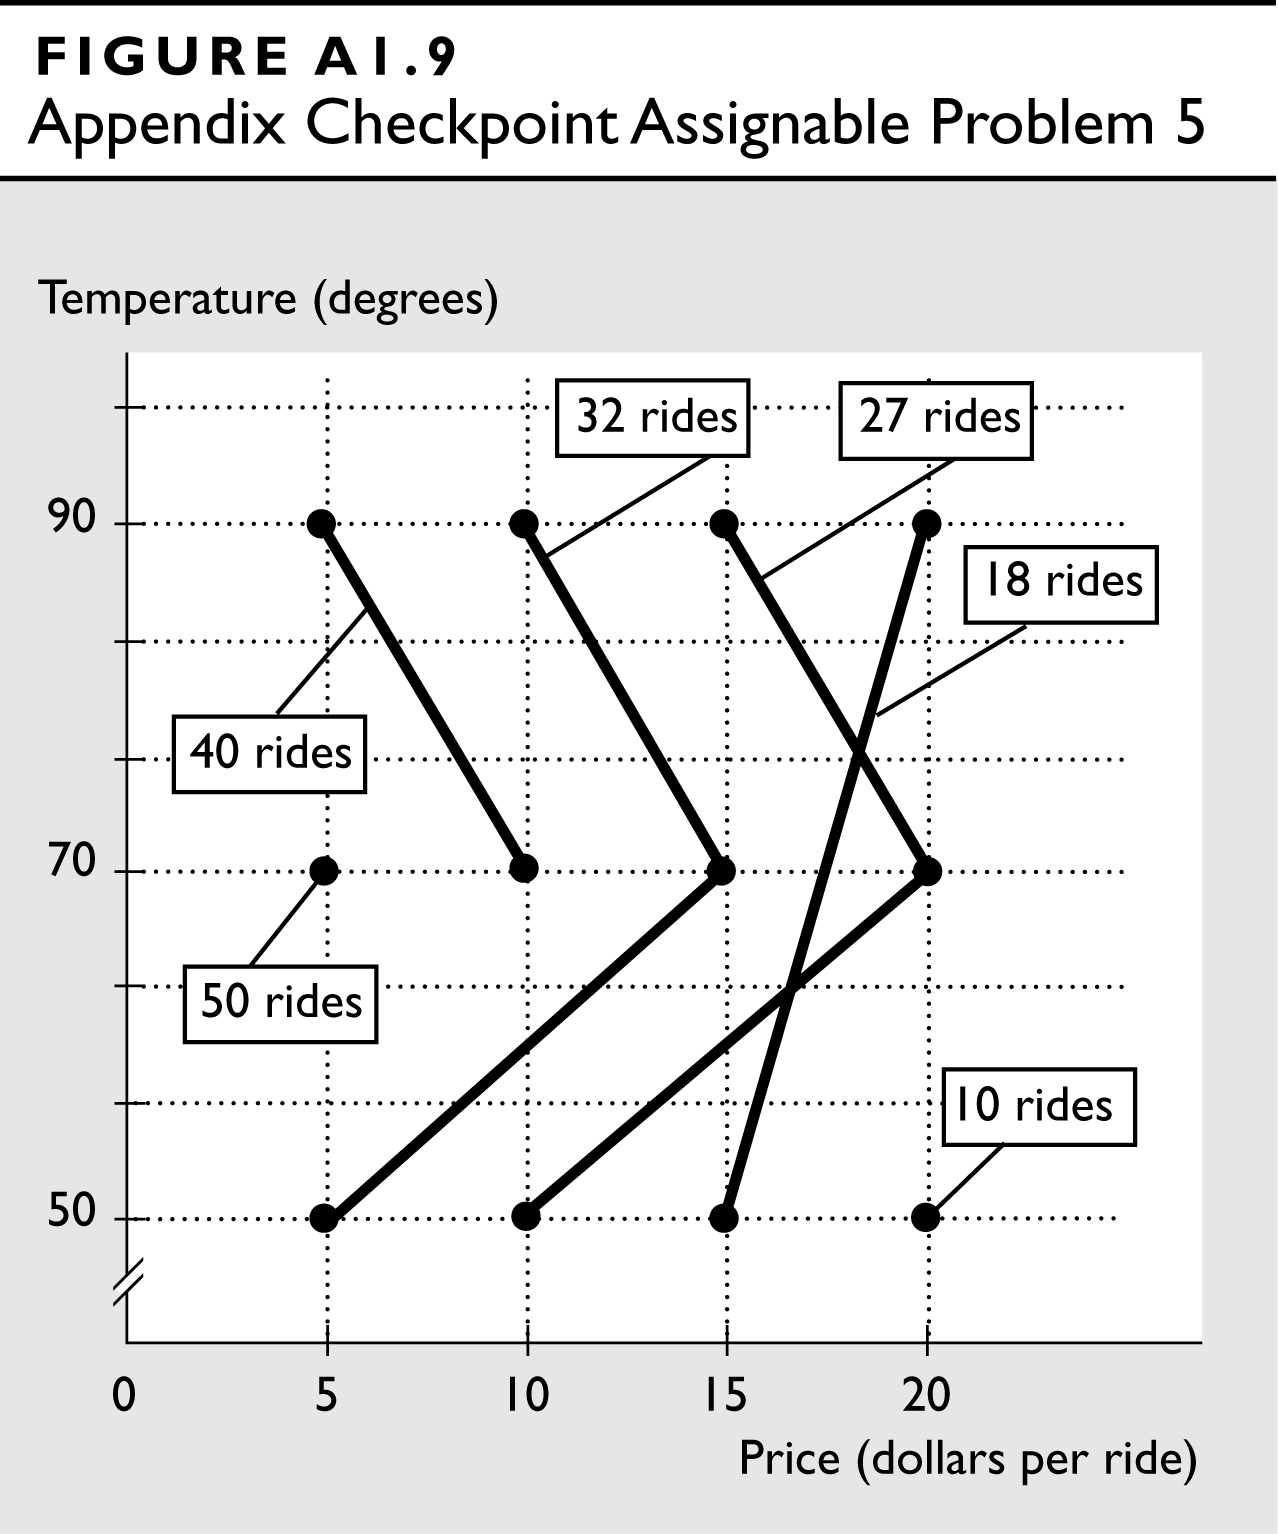 FIGURE A1.9
Appendix Checkpoint Assignable Problem 5
Temperature (degrees)
32 rides
27 rides
90
18 rides
40 rides
70
50 rides
10 rides
50
0 5 10 15 20
Price (dollars per ride)